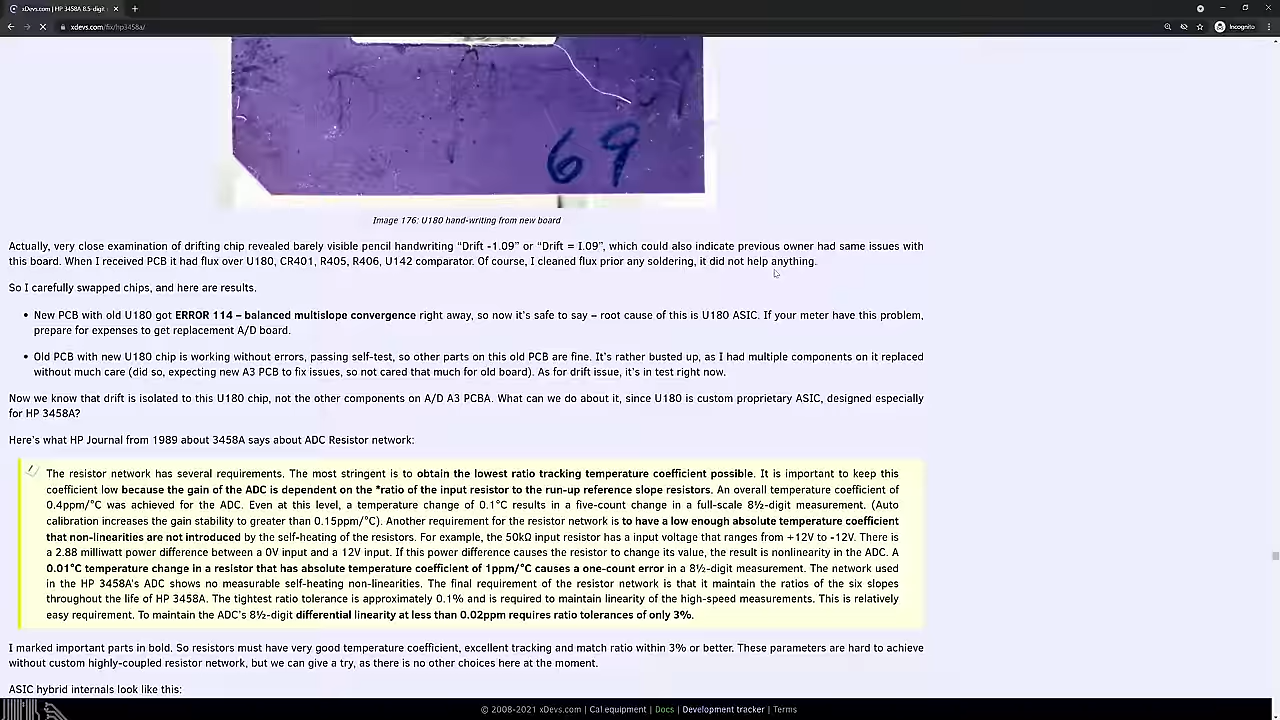 xDevs.com | HP 3458A 8.5-digit
xdevs.com/fix/hp3458a/
Incognito
69
Image 176: U180 hand-writing from new board
Actually, very close examination of drifting chip revealed barely visible pencil handwriting “Drift -1.09” or “Drift = I.09”, which could also indicate previous owner had same issues with
this board. When I received PCB it had flux over U180, CR401, R405, R406, U142 comparator. Of course, I cleaned flux prior any soldering, it did not help anything.
So I carefully swapped chips, and here are results.
• New PCB with old U180 got ERROR 114 – balanced multislope convergence right away, so now it's safe to say – root cause of this is U180 ASIC. If your meter have this problem,
prepare for expenses to get replacement A/D board.
• Old PCB with new U180 chip is working without errors, passing self-test, so other parts on this old PCB are fine. It's rather busted up, as I had multiple components on it replaced
without much care (did so, expecting new A3 PCB to fix issues, so not cared that much for old board). As for drift issue, it's in test right now.
Now we know that drift is isolated to this U180 chip, not the other components on A/D A3 PCBA. What can we do about it, since U180 is custom proprietary ASIC, designed especially
for HP 3458A?
Here's what HP Journal from 1989 about 3458A says about ADC Resistor network:
The resistor network has several requirements. The most stringent is to obtain the lowest ratio tracking temperature coefficient possible. It is important to keep this
coefficient low because the gain of the ADC is dependent on the *ratio of the input resistor to the run-up reference slope resistors. An overall temperature coefficient of
0.4ppm/°C was achieved for the ADC. Even at this level, a temperature change of 0.1°C results in a five-count change in a full-scale 8½-digit measurement. (Auto
calibration increases the gain stability to greater than 0.15ppm/°C). Another requirement for the resistor network is to have a low enough absolute temperature coefficient
that non-linearities are not introduced by the self-heating of the resistors. For example, the 50kΩ input resistor has a input voltage that ranges from +12V to -12V. There is
a 2.88 milliwatt power difference between a 0V input and a 12V input. If this power difference causes the resistor to change its value, the result is nonlinearity in the ADC. A
0.01°C temperature change in a resistor that has absolute temperature coefficient of 1ppm/°C causes a one-count error in a 8½-digit measurement. The network used
in the HP 3458A's ADC shows no measurable self-heating non-linearities. The final requirement of the resistor network is that it maintain the ratios of the six slopes
throughout the life of HP 3458A. The tightest ratio tolerance is approximately 0.1% and is required to maintain linearity of the high-speed measurements. This is relatively
easy requirement. To maintain the ADC's 8½-digit differential linearity at less than 0.02ppm requires ratio tolerances of only 3%.
I marked important parts in bold. So resistors must have very good temperature coefficient, excellent tracking and match ratio within 3% or better. These parameters are hard to achieve
without custom highly-coupled resistor network, but we can give a try, as there is no other choices here at the moment.
ASIC hybrid internals look like this:
© 2008-2021 xDevs.com | Cal equipment | Docs | Development tracker | Terms